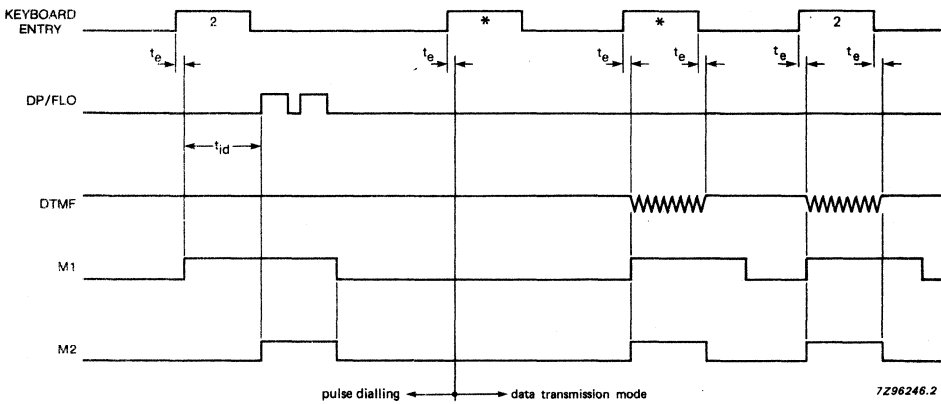 KEYBOARD
ENTRY
2
*
*
2
te
te
te
te
te
te
DP/FLO
tid
DTMF
M1
M2
pulse dialling
data transmission mode
7Z96246.2